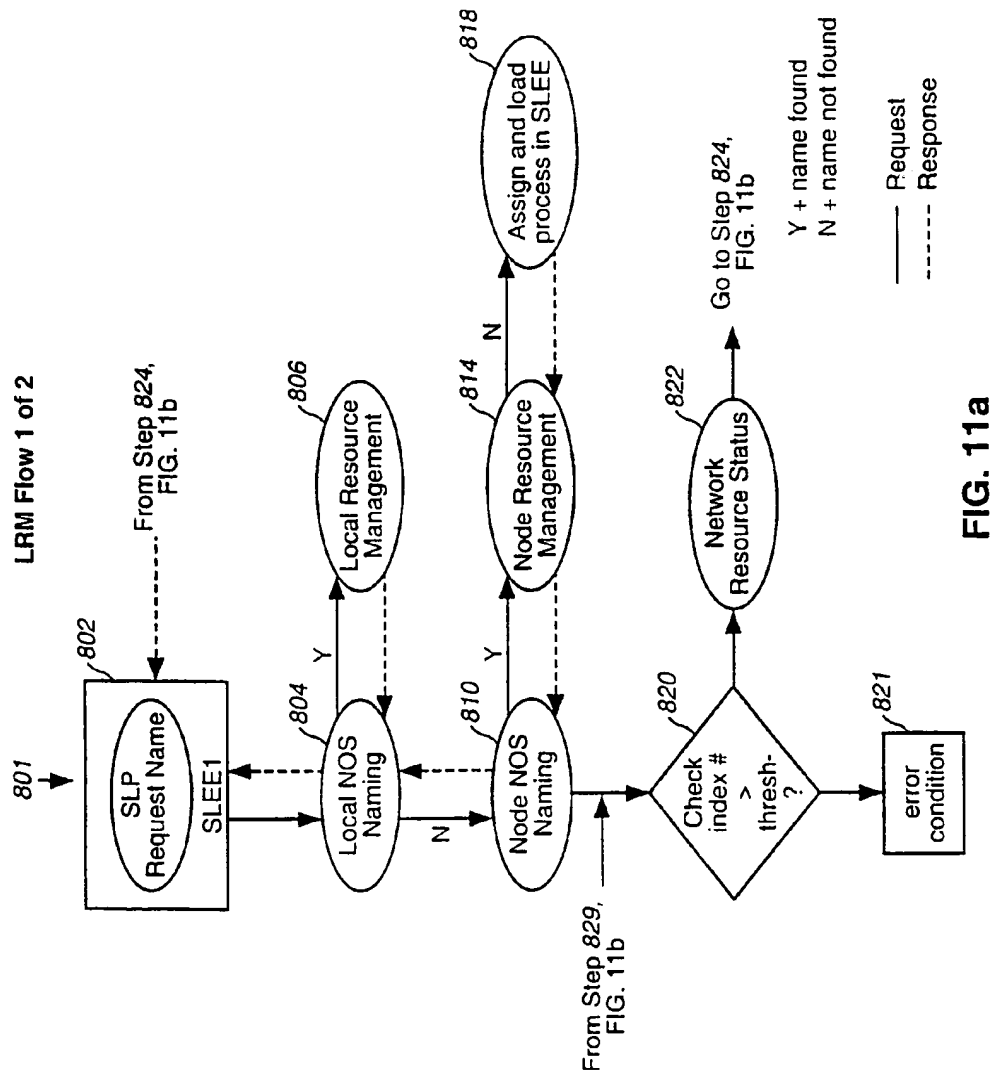 LRM Flow 1 of 2
801
802
SLP
Request Name
SLEE1
From Step 824,
FIG. 11b
804
Local NOS
Naming
Y
806
Local Resource
Management
N
810
Node NOS
Naming
Y
814
Node Resource
Management
N
818
Assign and load
process in SLEE
From Step 829,
FIG. 11b
820
Check
index #
>
thresh-
?
822
Network
Resource Status
Go to Step 824,
FIG. 11b
821
error
condition
Y + name found
N + name not found
Request
Response
FIG. 11a